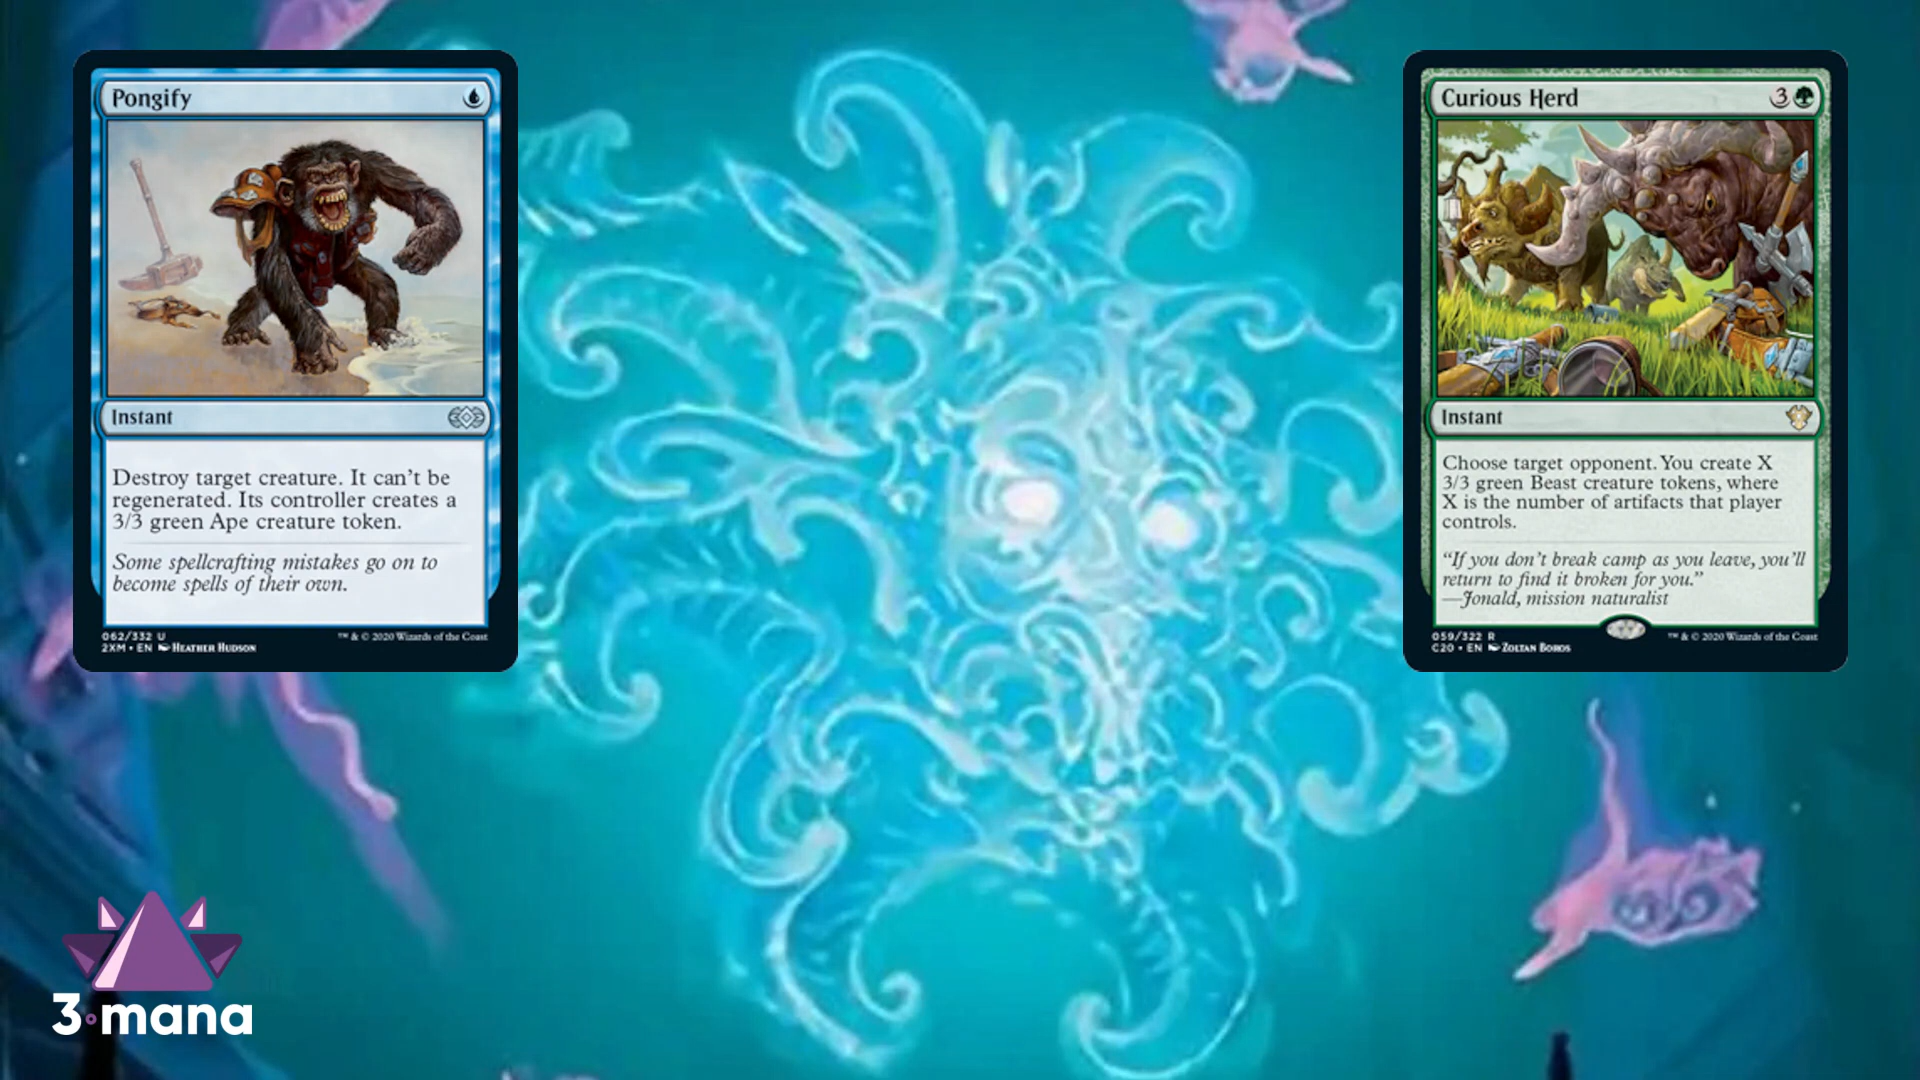 Pongify
Instant
Destroy target creature. It can't be
regenerated. Its controller creates a
3/3 green Ape creature token.
Some spellcrafting mistakes go on to
become spells of their own.
062/332 U
2XM • EN HEATHER HUDSON
™ & © 2020 Wizards of the Coast
Curious Herd
3
Instant
Choose target opponent. You create X
3/3 green Beast creature tokens, where
X is the number of artifacts that player
controls.
“If you don’t break camp as you leave, you’ll
return to find it broken for you.”
—Jonald, mission naturalist
059/322 R
C20 • EN ZOLTAN BOROS
™ & © 2020 Wizards of the Coast
3•mana